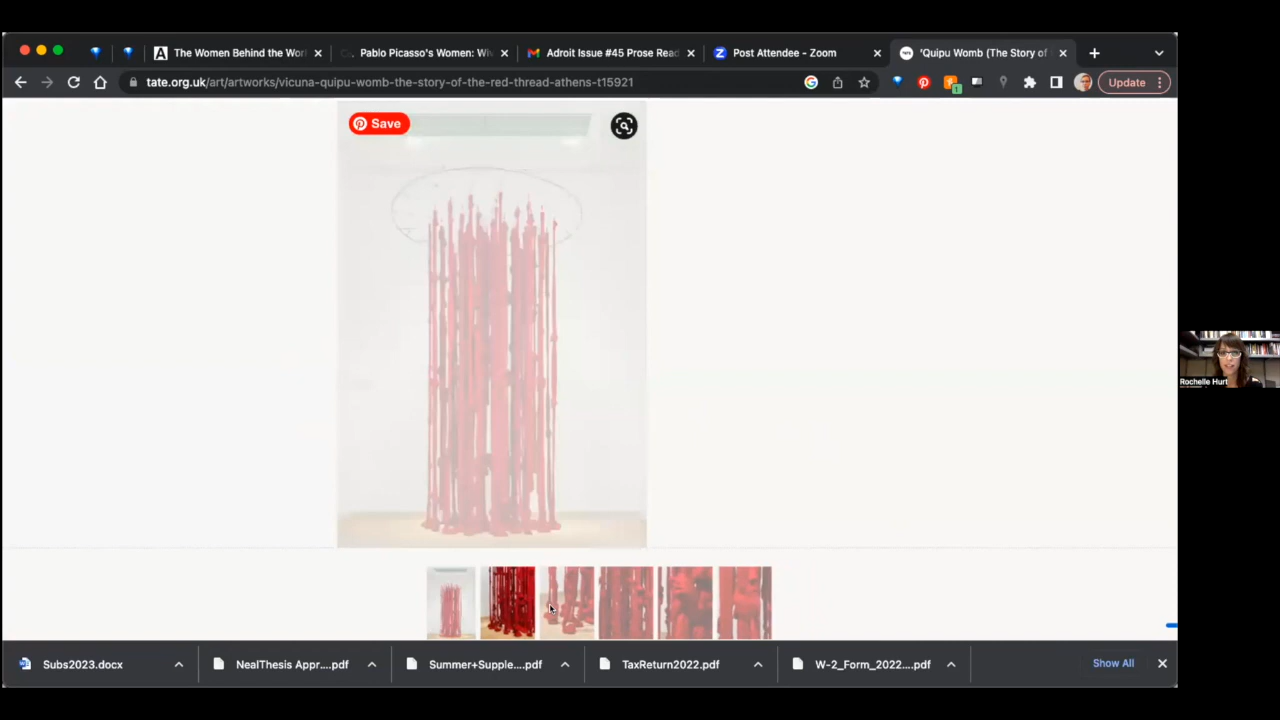 The Women Behind the Wor
Pablo Picasso's Women: Wiv
Adroit Issue #45 Prose Read
Post Attendee - Zoom
'Quipu Womb (The Story of
tate.org.uk/art/artworks/vicuna-quipu-womb-the-story-of-the-red-thread-athens-t15921
1
Update
Save
Rochelle Hurt
Subs2023.docx
NealThesis Appr....pdf
Summer+Supple....pdf
TaxReturn2022.pdf
W-2_Form_2022....pdf
Show All